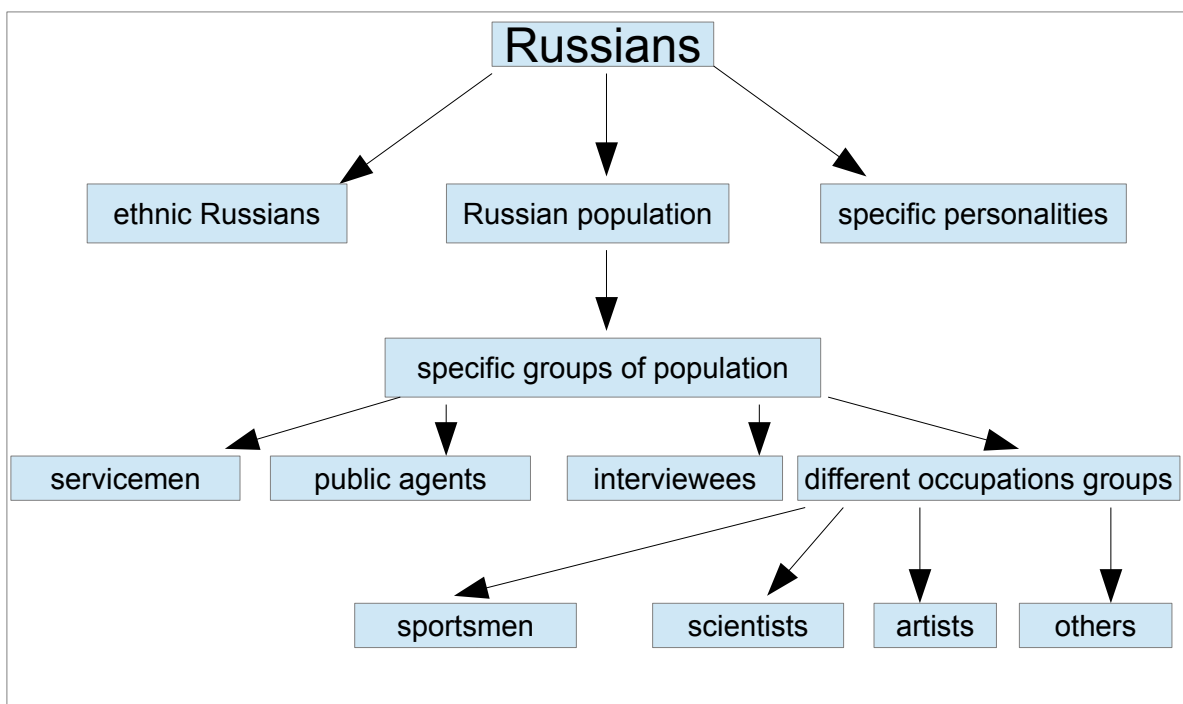 Russians
ethnic Russians
Russian population
specific personalities
specific groups of population
servicemen
public agents
interviewees
different occupations groups
sportsmen
scientists
artists
others